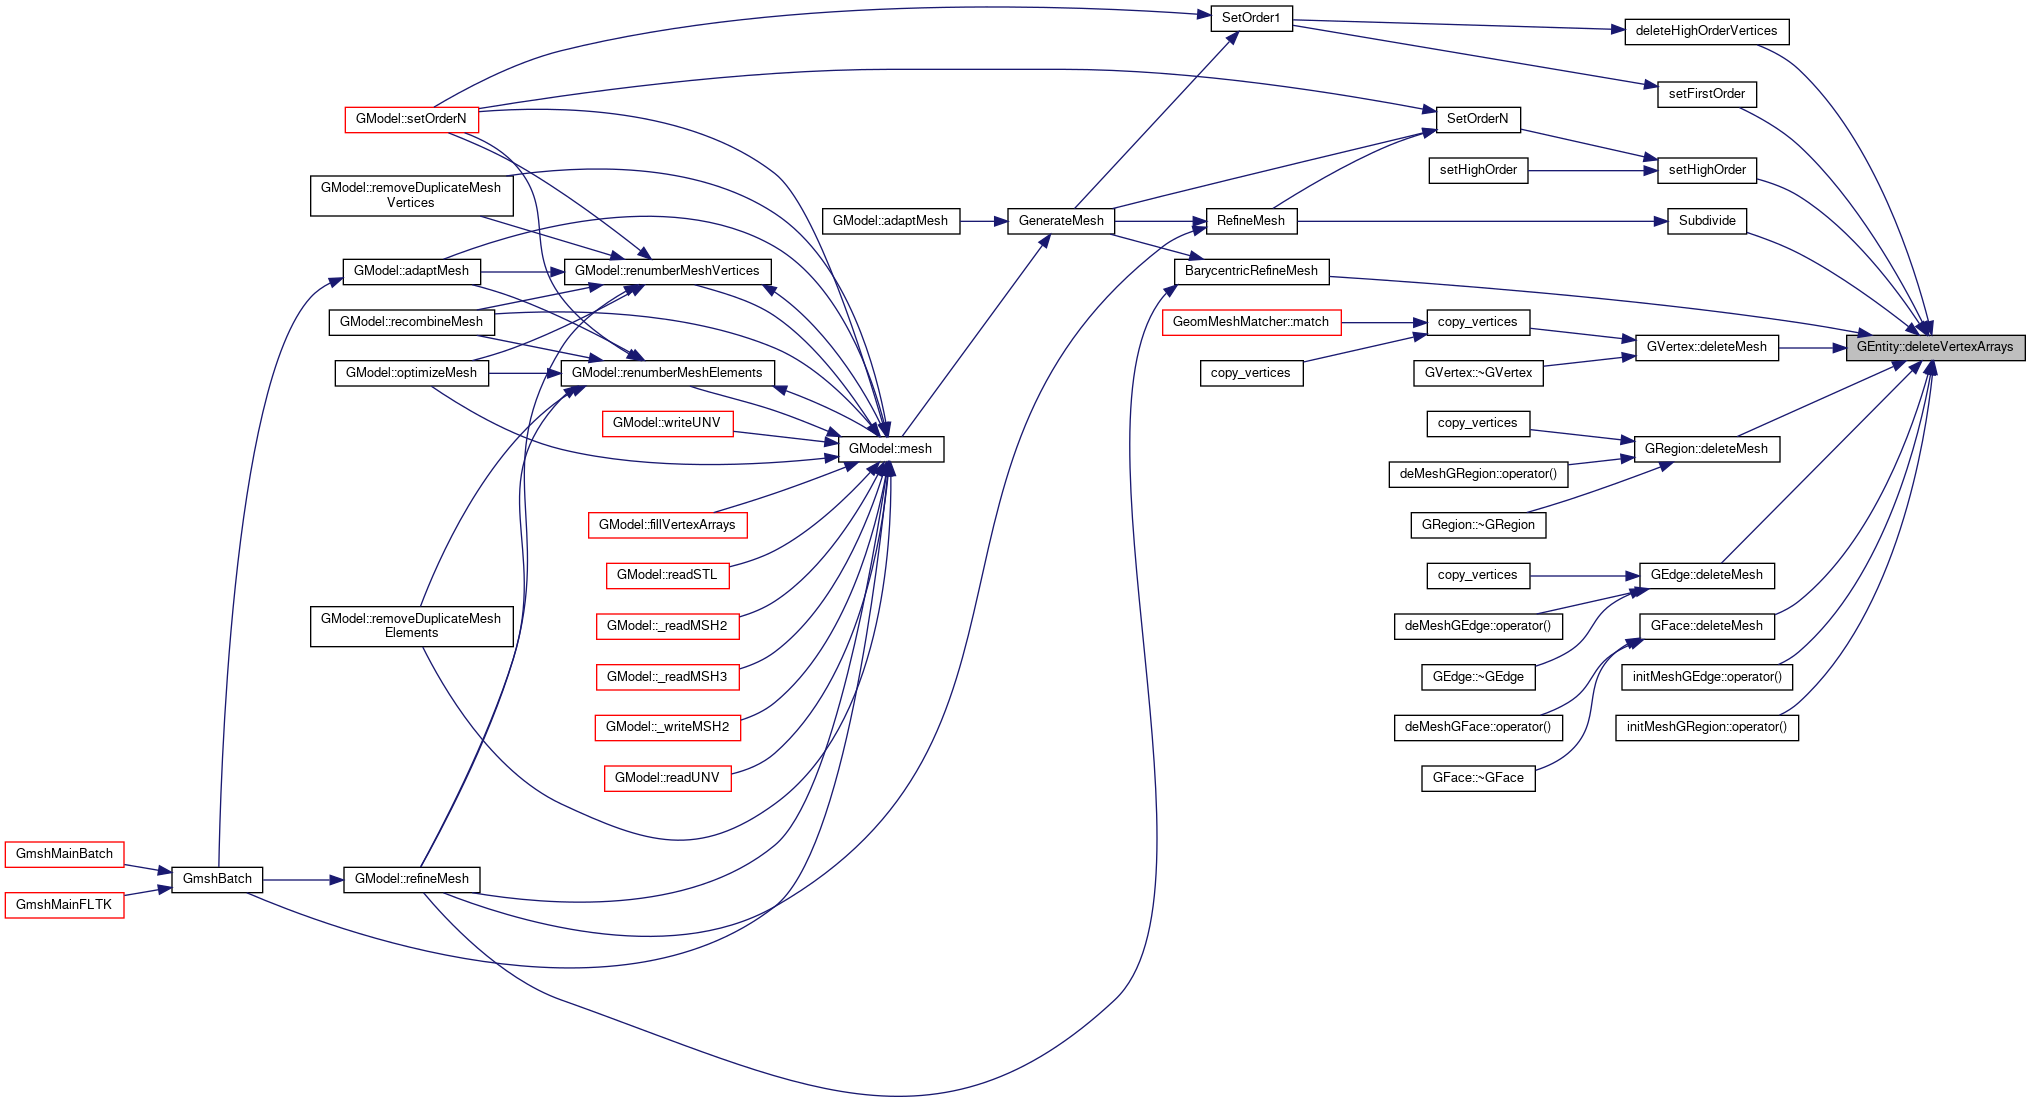 SetOrder1
deleteHighOrderVertices
setFirstOrder
GModel::setOrderN
SetOrderN
setHighOrder
setHighOrder
GModel::removeDuplicateMesh
Vertices
GModel::adaptMesh
GenerateMesh
RefineMesh
Subdivide
GModel::adaptMesh
GModel::renumberMeshVertices
BarycentricRefineMesh
GModel::recombineMesh
GeomMeshMatcher::match
copy_vertices
GVertex::deleteMesh
GEntity::deleteVertexArrays
GModel::optimizeMesh
GModel::renumberMeshElements
copy_vertices
GVertex::~GVertex
GModel::writeUNV
copy_vertices
GModel::mesh
GRegion::deleteMesh
deMeshGRegion::operator()
GModel::fillVertexArrays
GRegion::~GRegion
GModel::readSTL
copy_vertices
GEdge::deleteMesh
GModel::removeDuplicateMesh
Elements
GModel::_readMSH2
deMeshGEdge::operator()
GFace::deleteMesh
GModel::_readMSH3
GEdge::~GEdge
initMeshGEdge::operator()
GModel::_writeMSH2
deMeshGFace::operator()
initMeshGRegion::operator()
GModel::readUNV
GFace::~GFace
GmshMainBatch
GmshBatch
GModel::refineMesh
GmshMainFLTK